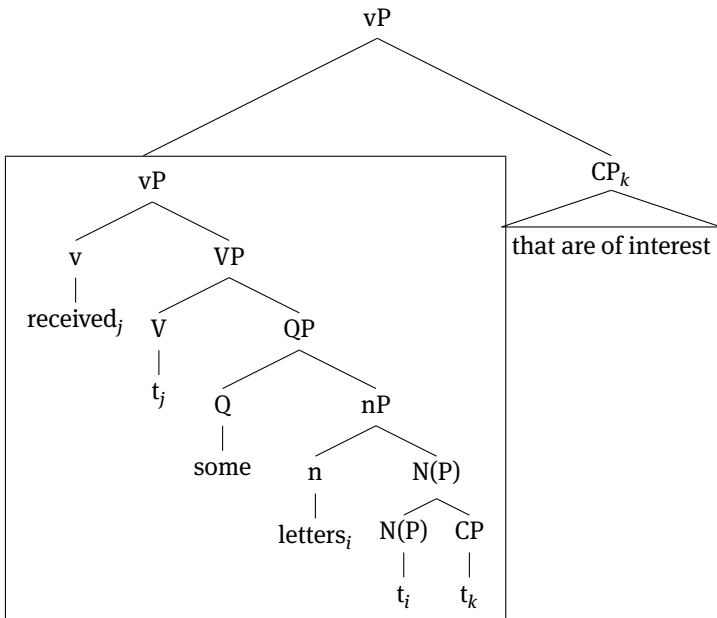 vP
vP CPₖ
that are of interest
v VP
receivedⱼ V QP
tⱼ Q nP
some n N(P)
lettersᵢ N(P) CP
tᵢ tₖ